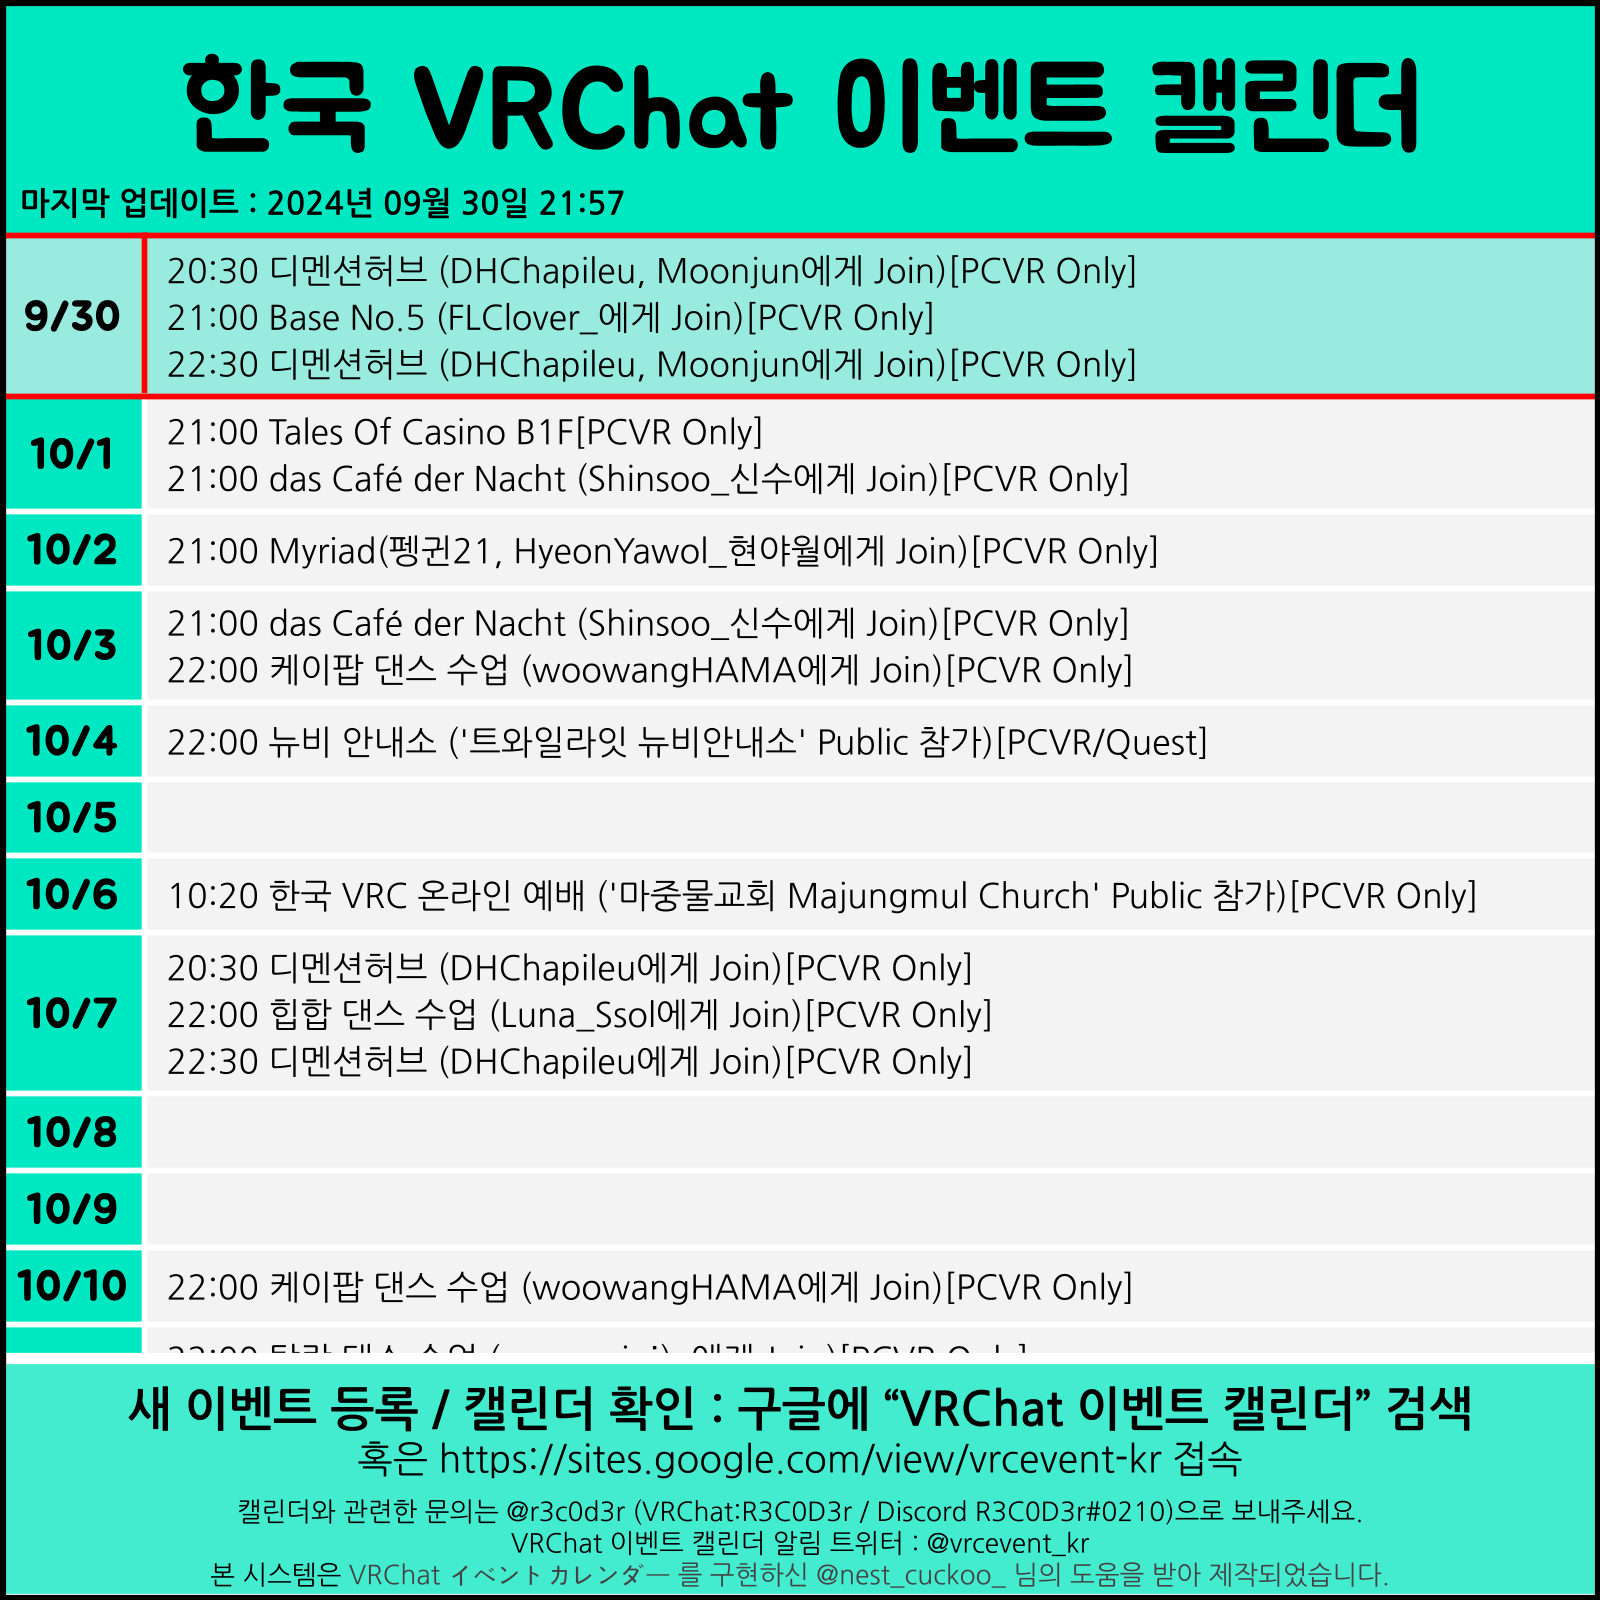 한국 VRChat 이벤트 캘린더
마지막 업데이트 : 2024년 09월 30일 21:57
9/30
20:30 디멘션허브 (DHChapileu, Moonjun에게 Join)[PCVR Only]
21:00 Base No.5 (FLClover_에게 Join)[PCVR Only]
22:30 디멘션허브 (DHChapileu, Moonjun에게 Join)[PCVR Only]
10/1
21:00 Tales Of Casino B1F[PCVR Only]
21:00 das Café der Nacht (Shinsoo_신수에게 Join)[PCVR Only]
10/2
21:00 Myriad(펭귄21, HyeonYawol_현야월에게 Join)[PCVR Only]
10/3
21:00 das Café der Nacht (Shinsoo_신수에게 Join)[PCVR Only]
22:00 케이팝 댄스 수업 (woowangHAMA에게 Join)[PCVR Only]
10/4
22:00 뉴비 안내소 ('트와일라잇 뉴비안내소' Public 참가)[PCVR/Quest]
10/5
10/6
10:20 한국 VRC 온라인 예배 ('마중물교회 Majungmul Church' Public 참가)[PCVR Only]
10/7
20:30 디멘션허브 (DHChapileu에게 Join)[PCVR Only]
22:00 힙합 댄스 수업 (Luna_Ssol에게 Join)[PCVR Only]
22:30 디멘션허브 (DHChapileu에게 Join)[PCVR Only]
10/8
10/9
10/10
22:00 케이팝 댄스 수업 (woowangHAMA에게 Join)[PCVR Only]
댄스 수업 Join)[PCVR Only]
새 이벤트 등록 / 캘린더 확인 : 구글에 “VRChat 이벤트 캘린더” 검색
혹은 https://sites.google.com/view/vrcevent-kr 접속
캘린더와 관련한 문의는 @r3c0d3r (VRChat:R3C0D3r / Discord R3C0D3r#0210)으로 보내주세요.
VRChat 이벤트 캘린더 알림 트위터 : @vrcevent_kr
본 시스템은 VRChat イベントカレンダー 를 구현하신 @nest_cuckoo_ 님의 도움을 받아 제작되었습니다.